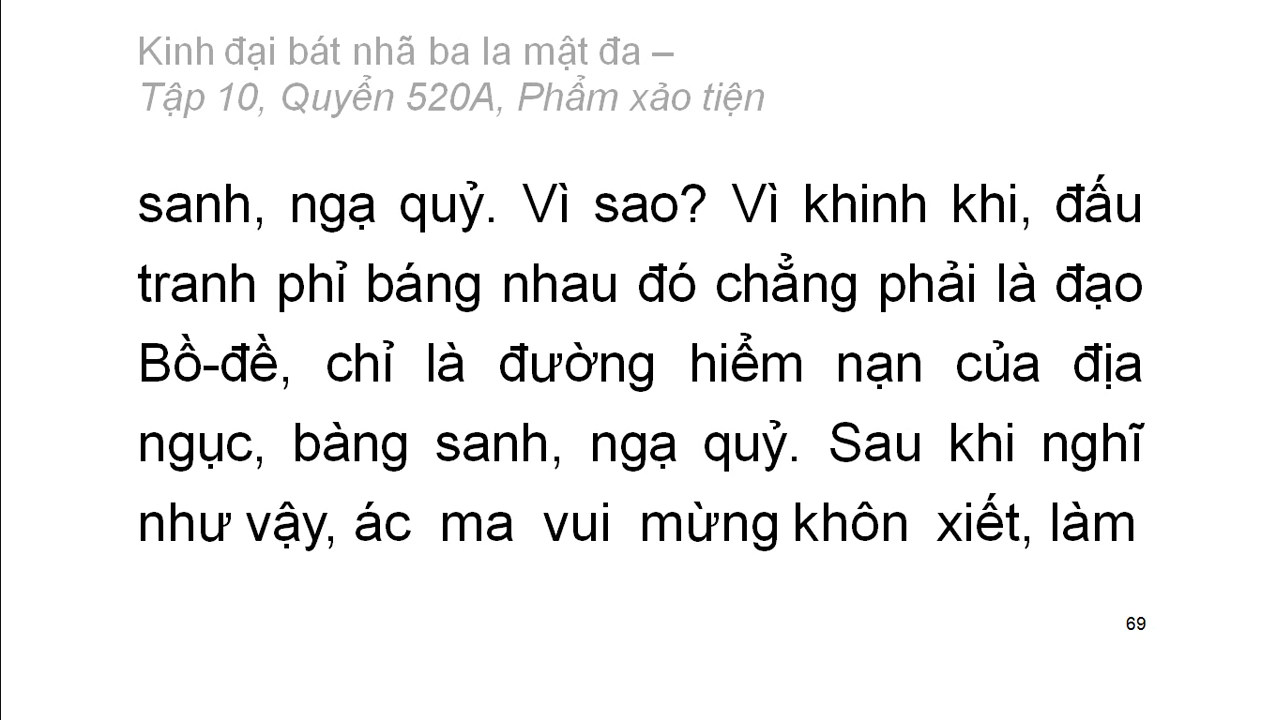 Kinh đại bát nhã ba la mật đa –
Tập 10, Quyển 520A, Phẩm xảo tiện
sanh, ngạ quỷ. Vì sao? Vì khinh khi, đấu
tranh phỉ báng nhau đó chẳng phải là đạo
Bồ-đề, chỉ là đường hiểm nạn của địa
ngục, bàng sanh, ngạ quỷ. Sau khi nghĩ
như vậy, ác ma vui mừng khôn xiết, làm
69